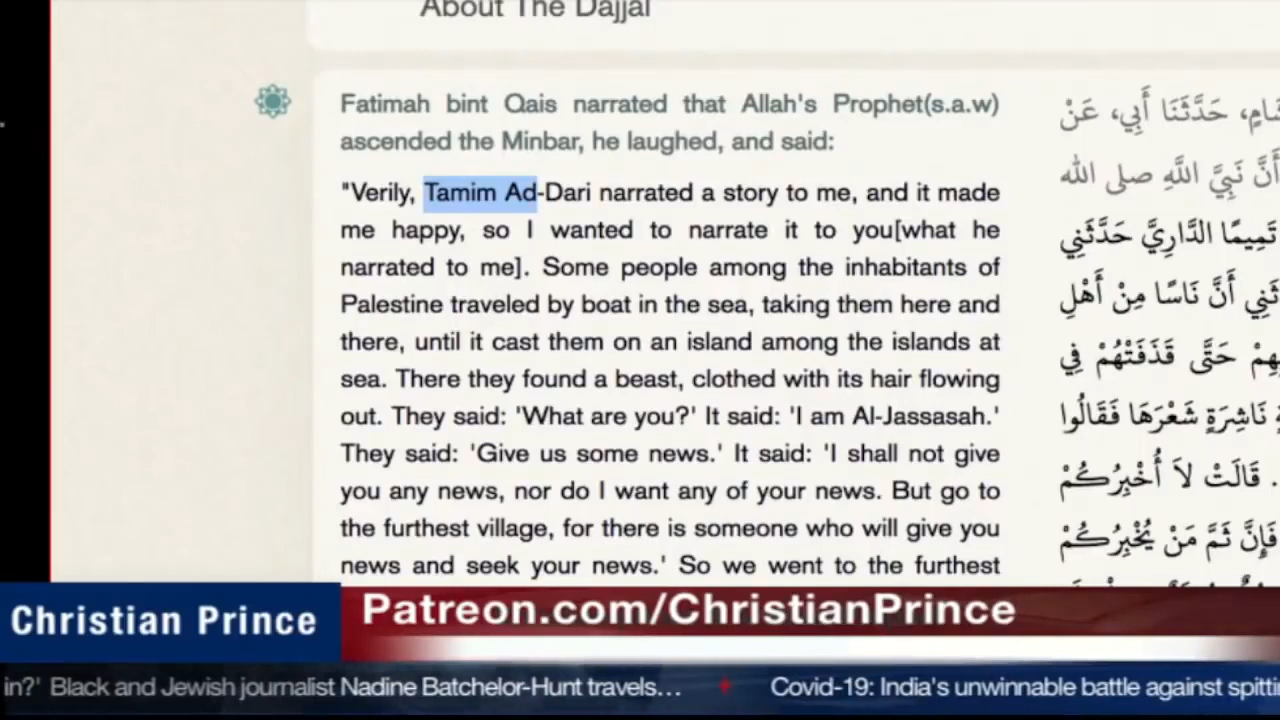 About The Dajjal
Fatimah bint Qais narrated that Allah's Prophet(s.a.w)
ascended the Minbar, he laughed, and said:
"Verily, Tamim Ad-Dari narrated a story to me, and it made
me happy, so I wanted to narrate it to you[what he
narrated to me]. Some people among the inhabitants of
Palestine traveled by boat in the sea, taking them here and
there, until it cast them on an island among the islands at
sea. There they found a beast, clothed with its hair flowing
out. They said: 'What are you?' It said: 'I am Al-Jassasah.'
They said: 'Give us some news.' It said: 'I shall not give
you any news, nor do I want any of your news. But go to
the furthest village, for there is someone who will give you
news and seek your news.' So we went to the furthest
شَامٍ، حَدَّثَنَا أَبِي، عَنْ
أَنَّ نَبِيَّ اللَّهِ صلى الله
تَمِيمًا الدَّارِيَّ حَدَّثَنِي
ثَنِي أَنَّ نَاسًا مِنْ أَهْلِ
بِهِمْ حَتَّى قَذَفَتْهُمْ فِي
نَاشِرَةٍ شَعْرَهَا فَقَالُوا
. قَالَتْ لاَ أُخْبِرُكُمْ
فَإِنَّ ثَمَّ مَنْ يُخْبِرُكُمْ
Christian Prince
Patreon.com/ChristianPrince
in?' Black and Jewish journalist Nadine Batchelor-Hunt travels... Covid-19: India's unwinnable battle against spitti